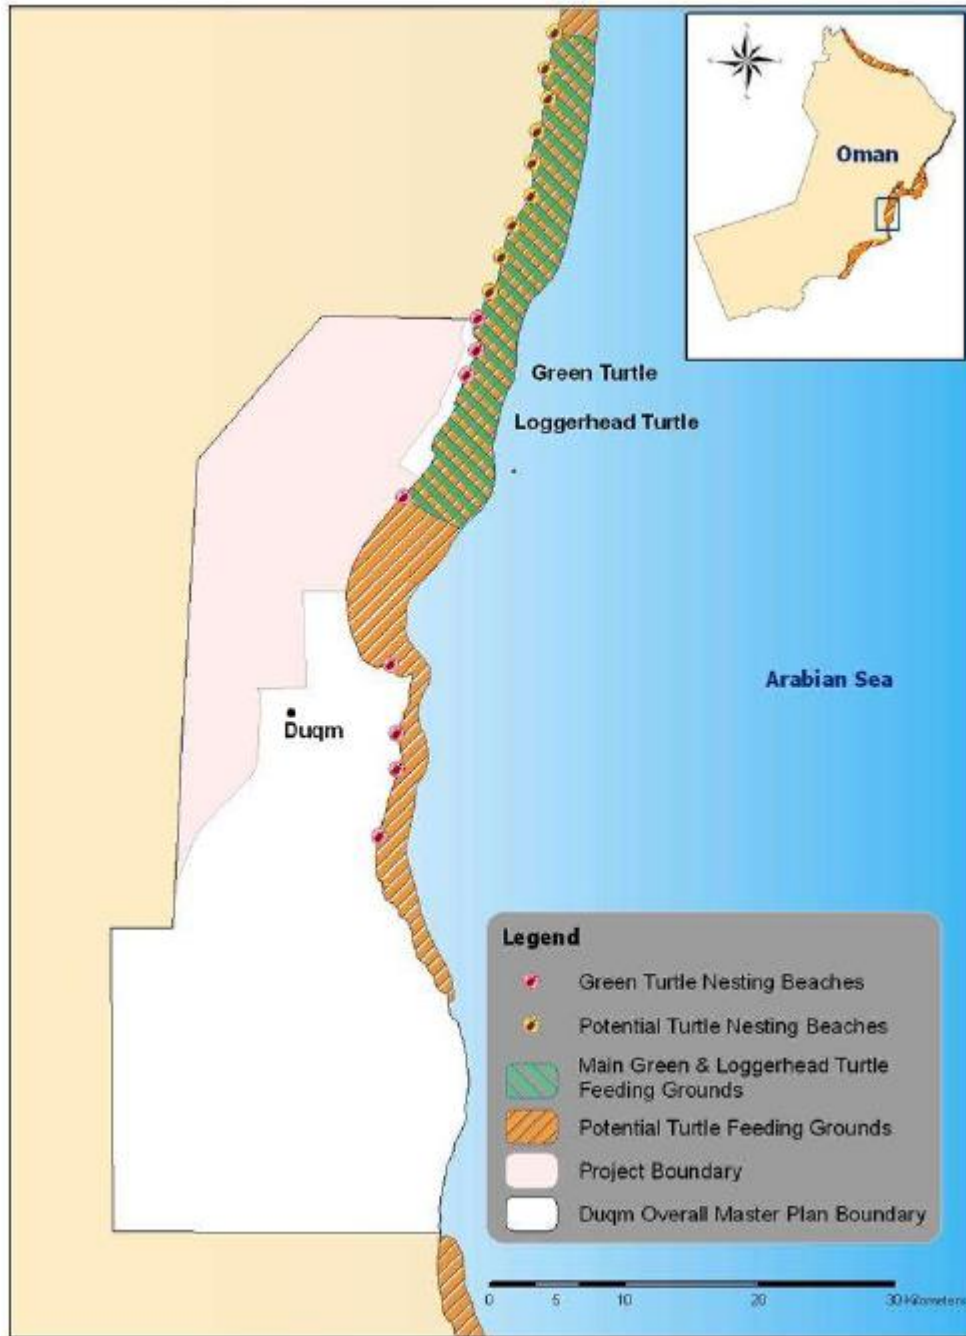 Oman
Green Turtle
Loggerhead Turtle
Arabian Sea
Duqm
Legend
Green Turtle Nesting Beaches
Potential Turtle Nesting Beaches
Main Green & Loggerhead Turtle
Feeding Grounds
Potential Turtle Feeding Grounds
Project Boundary
Duqm Overall Master Plan Boundary
0 5 10 20 30 Kilometers